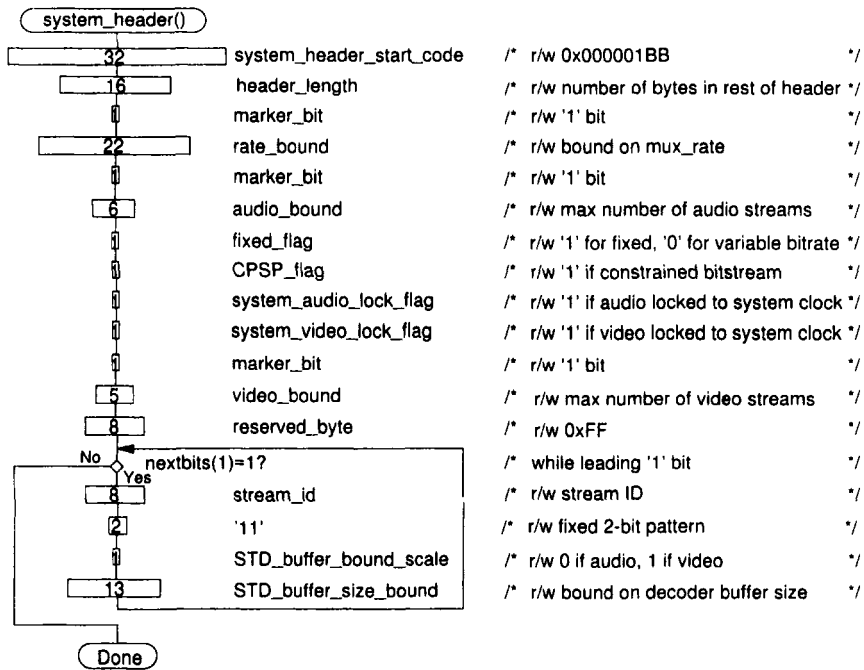 system_header()
32 system_header_start_code /* r/w 0x000001BB */
16 header_length /* r/w number of bytes in rest of header */
1 marker_bit /* r/w '1' bit */
22 rate_bound /* r/w bound on mux_rate */
1 marker_bit /* r/w '1' bit */
6 audio_bound /* r/w max number of audio streams */
1 fixed_flag /* r/w '1' for fixed, '0' for variable bitrate */
1 CPSP_flag /* r/w '1' if constrained bitstream */
1 system_audio_lock_flag /* r/w '1' if audio locked to system clock */
1 system_video_lock_flag /* r/w '1' if video locked to system clock */
1 marker_bit /* r/w '1' bit */
5 video_bound /* r/w max number of video streams */
8 reserved_byte /* r/w 0xFF */
No Yes nextbits(1)=1? /* while leading '1' bit */
8 stream_id /* r/w stream ID */
2 '11' /* r/w fixed 2-bit pattern */
1 STD_buffer_bound_scale /* r/w 0 if audio, 1 if video */
13 STD_buffer_size_bound /* r/w bound on decoder buffer size */
Done